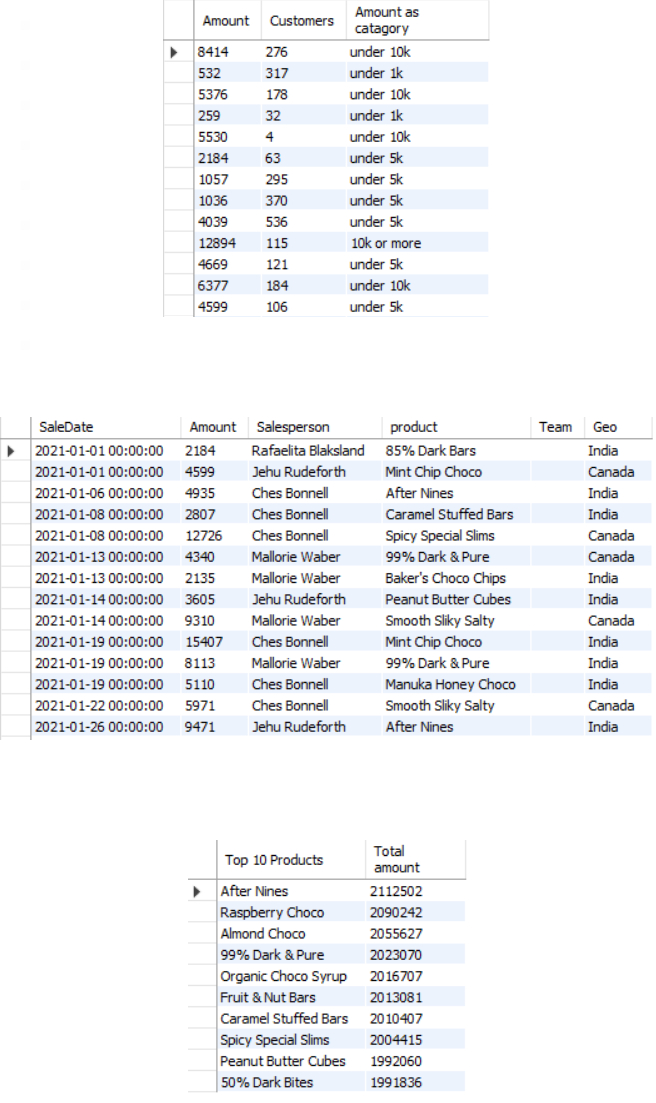 Amount Customers Amount as catagory
8414 276 under 10k
532 317 under 1k
5376 178 under 10k
259 32 under 1k
5530 4 under 10k
2184 63 under 5k
1057 295 under 5k
1036 370 under 5k
4039 536 under 5k
12894 115 10k or more
4669 121 under 5k
6377 184 under 10k
4599 106 under 5k
SaleDate Amount Salesperson product Team Geo
2021-01-01 00:00:00 2184 Rafaelita Blaksland 85% Dark Bars India
2021-01-01 00:00:00 4599 Jehu Rudeforth Mint Chip Choco Canada
2021-01-06 00:00:00 4935 Ches Bonnell After Nines India
2021-01-08 00:00:00 2807 Ches Bonnell Caramel Stuffed Bars India
2021-01-08 00:00:00 12726 Ches Bonnell Spicy Special Slims Canada
2021-01-13 00:00:00 4340 Mallorie Waber 99% Dark & Pure Canada
2021-01-13 00:00:00 2135 Mallorie Waber Baker's Choco Chips India
2021-01-14 00:00:00 3605 Jehu Rudeforth Peanut Butter Cubes India
2021-01-14 00:00:00 9310 Mallorie Waber Smooth Sliky Salty Canada
2021-01-19 00:00:00 15407 Ches Bonnell Mint Chip Choco India
2021-01-19 00:00:00 8113 Mallorie Waber 99% Dark & Pure India
2021-01-19 00:00:00 5110 Ches Bonnell Manuka Honey Choco India
2021-01-22 00:00:00 5971 Ches Bonnell Smooth Sliky Salty Canada
2021-01-26 00:00:00 9471 Jehu Rudeforth After Nines India
Top 10 Products Total amount
After Nines 2112502
Raspberry Choco 2090242
Almond Choco 2055627
99% Dark & Pure 2023070
Organic Choco Syrup 2016707
Fruit & Nut Bars 2013081
Caramel Stuffed Bars 2010407
Spicy Special Slims 2004415
Peanut Butter Cubes 1992060
50% Dark Bites 1991836